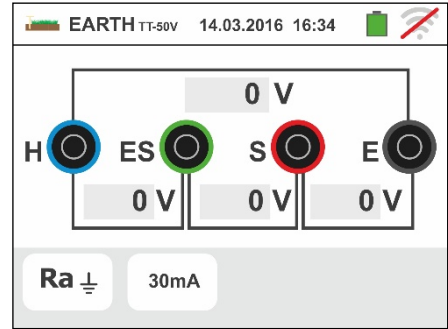 EARTH TT-50V 14.03.2016 16:34
0 V
H ES S E
0 V 0 V 0 V
Ra 30mA